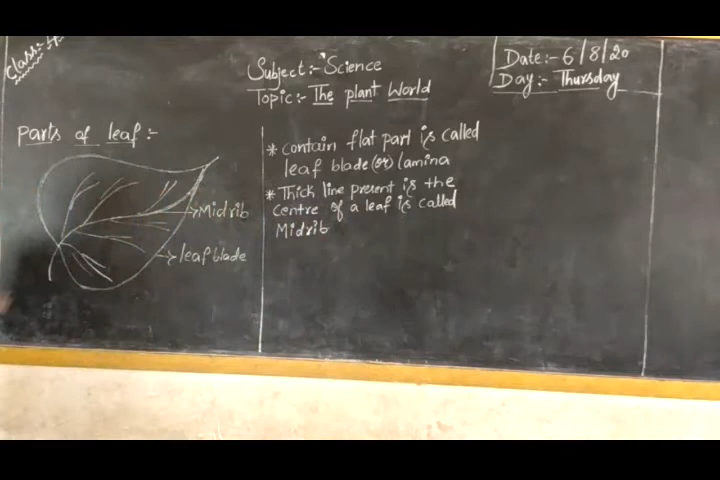 Class:- 4
Subject:- Science
Topic:- The plant World
Date:- 6/8/20
Day:- Thursday
Parts of leaf:-
Midrib
leaf blade
* contain flat part is called
leaf blade (or) lamina
* Thick line present is the
centre of a leaf is called
Midrib